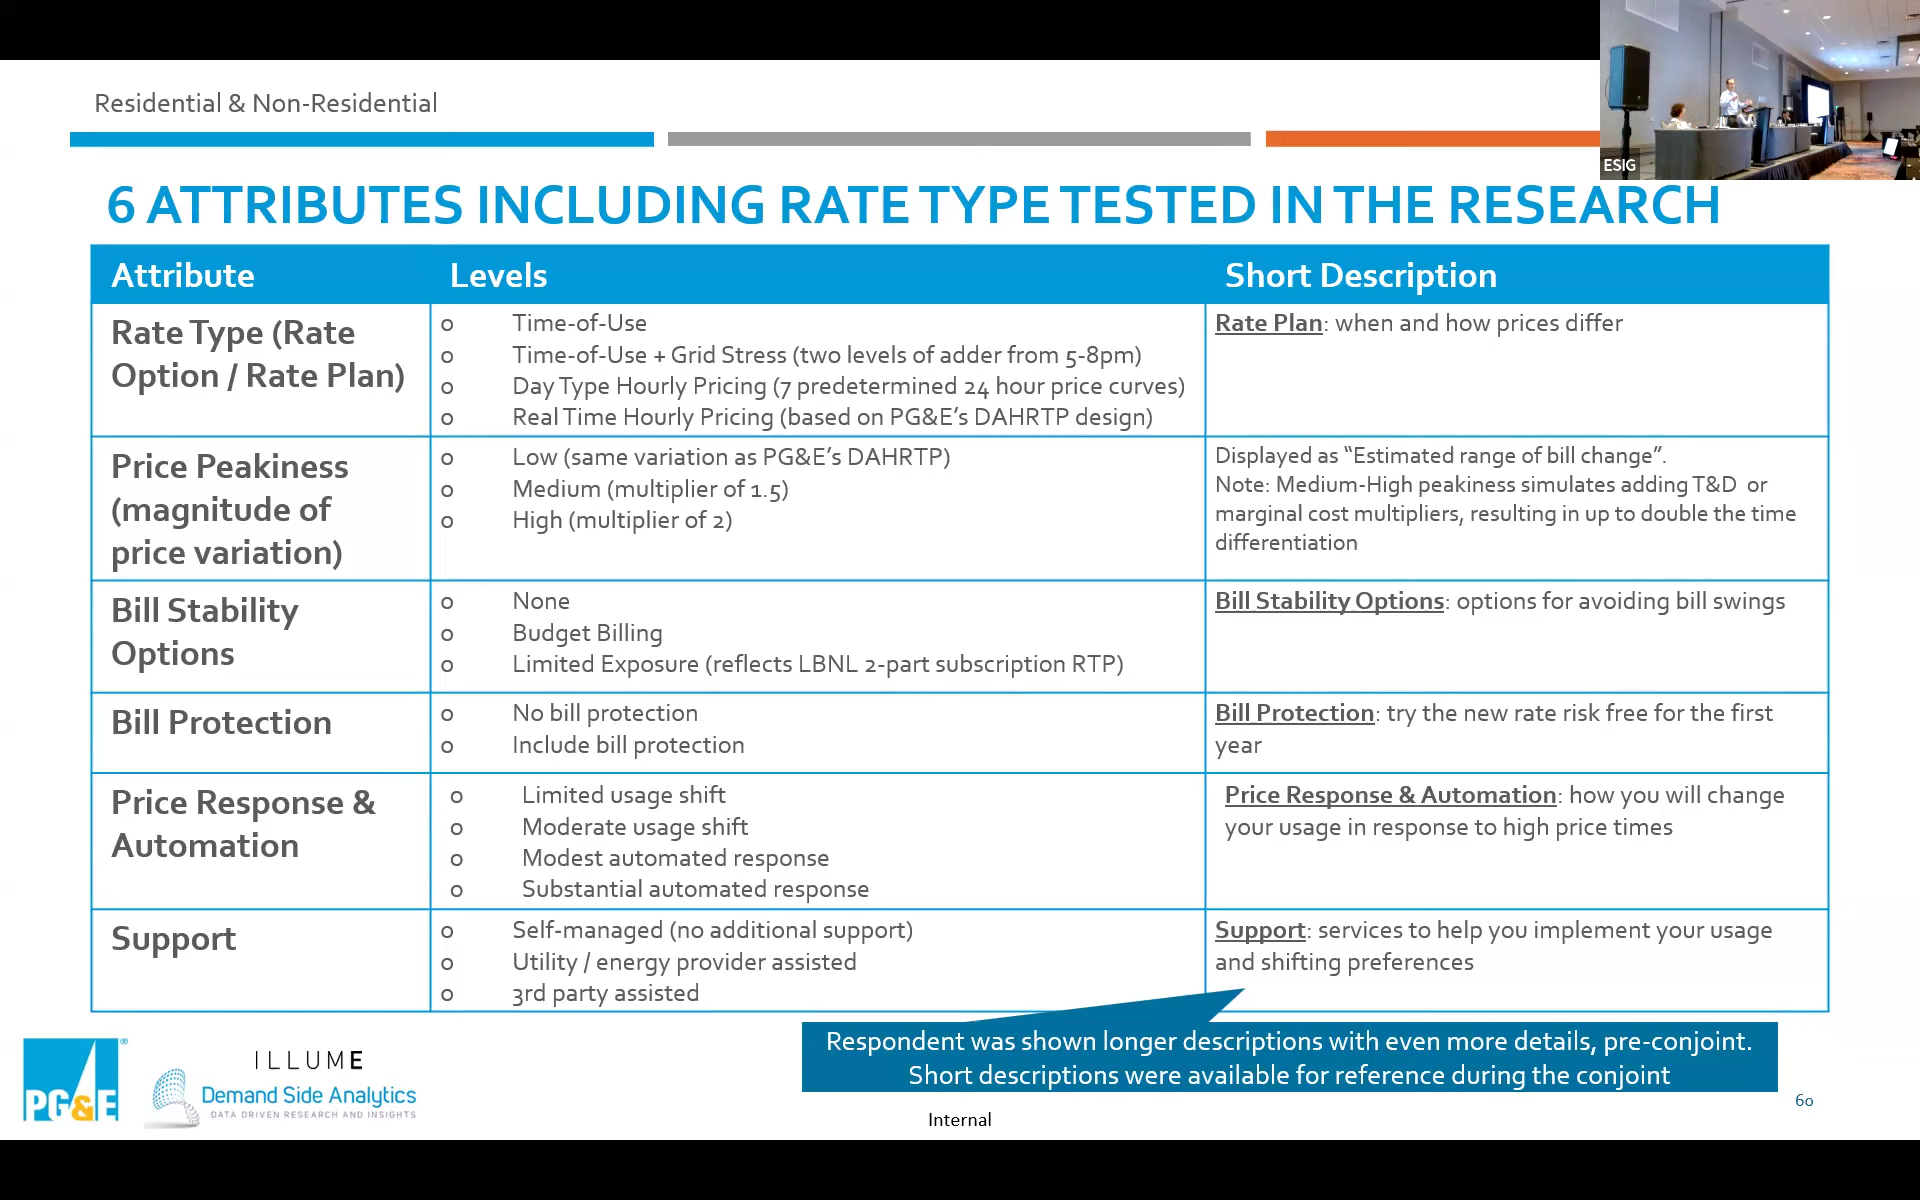 Residential & Non-Residential
ESIG
6 ATTRIBUTES INCLUDING RATE TYPE TESTED IN THE RESEARCH
Attribute
Levels
Short Description
Rate Type (Rate
Option / Rate Plan)
o Time-of-Use
o Time-of-Use + Grid Stress (two levels of adder from 5-8pm)
o Day Type Hourly Pricing (7 predetermined 24 hour price curves)
o Real Time Hourly Pricing (based on PG&E’s DAHRTP design)
Rate Plan: when and how prices differ
Price Peakiness
(magnitude of
price variation)
o Low (same variation as PG&E’s DAHRTP)
o Medium (multiplier of 1.5)
o High (multiplier of 2)
Displayed as “Estimated range of bill change”.
Note: Medium-High peakiness simulates adding T&D or
marginal cost multipliers, resulting in up to double the time
differentiation
Bill Stability
Options
o None
o Budget Billing
o Limited Exposure (reflects LBNL 2-part subscription RTP)
Bill Stability Options: options for avoiding bill swings
Bill Protection
o No bill protection
o Include bill protection
Bill Protection: try the new rate risk free for the first
year
Price Response &
Automation
o Limited usage shift
o Moderate usage shift
o Modest automated response
o Substantial automated response
Price Response & Automation: how you will change
your usage in response to high price times
Support
o Self-managed (no additional support)
o Utility / energy provider assisted
o 3rd party assisted
Support: services to help you implement your usage
and shifting preferences
Respondent was shown longer descriptions with even more details, pre-conjoint.
Short descriptions were available for reference during the conjoint
PG&E®
ILLUME
Demand Side Analytics
DATA DRIVEN RESEARCH AND INSIGHTS
60
Internal